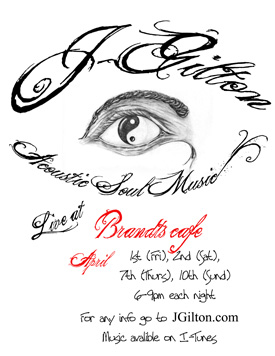 J-Gilton
Acoustic Soul Music
Live at
Brandt's cafe
April 1st (Fri), 2nd (Sat),
7th (Thurs), 10th (Sund)
6-9pm each night
For any info go to JGilton.com
Music avalible on I-Tunes